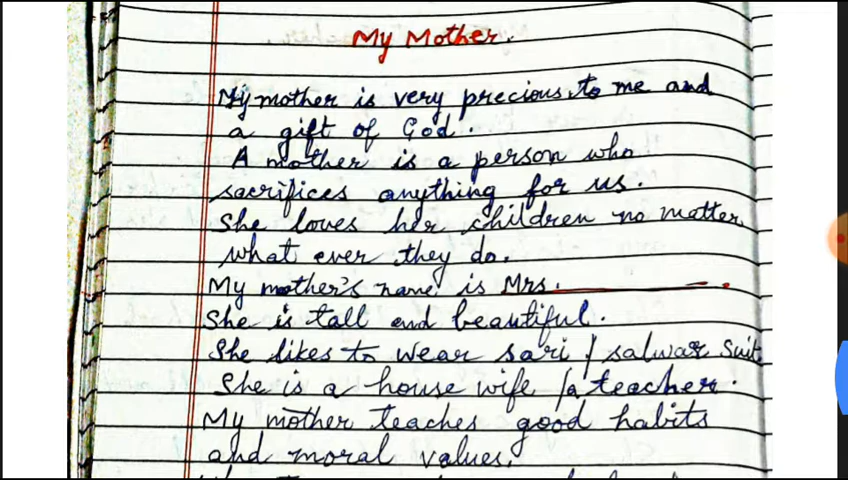 My Mother.
My mother is very precious to me and
a gift of God.
A mother is a person who
sacrifices anything for us.
She loves her children no matter
what ever they do.
My mother's name is Mrs.
She is tall and beautiful.
She likes to wear sari / salwar suit
She is a house wife /a teacher.
My mother teaches good habits
and moral values.